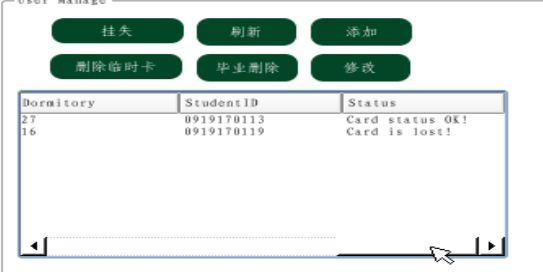 User Manage
挂失 刷新 添加
删除临时卡 毕业删除 修改
Dormitory StudentID Status
27 0919170113 Card status OK!
16 0919170119 Card is lost!